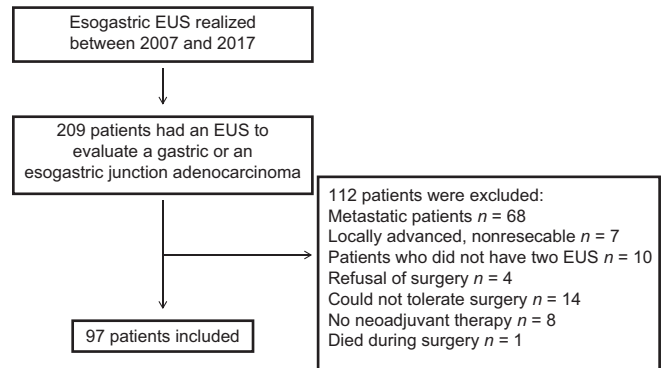 Esogastric EUS realized
between 2007 and 2017
209 patients had an EUS to
evaluate a gastric or an
esogastric junction adenocarcinoma
112 patients were excluded:
Metastatic patients n = 68
Locally advanced, nonresecable n = 7
Patients who did not have two EUS n = 10
Refusal of surgery n = 4
Could not tolerate surgery n = 14
No neoadjuvant therapy n = 8
Died during surgery n = 1
97 patients included